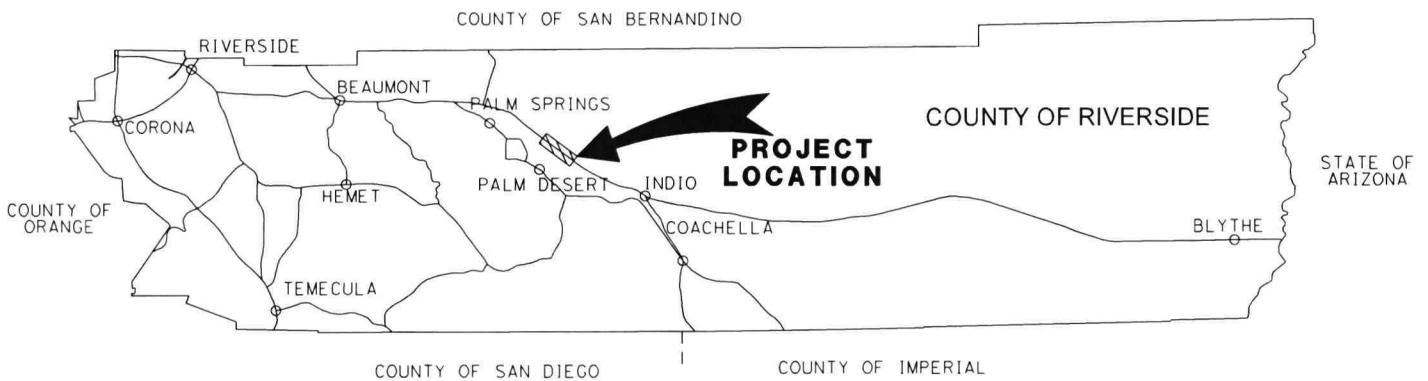 COUNTY OF SAN BERNANDINO
RIVERSIDE
BEAUMONT
PALM SPRINGS
COUNTY OF RIVERSIDE
CORONA
PROJECT
LOCATION
STATE OF
ARIZONA
PALM DESERT
INDIO
HEMET
COUNTY OF
ORANGE
COACHELLA
BLYTHE
TEMECULA
COUNTY OF SAN DIEGO
COUNTY OF IMPERIAL